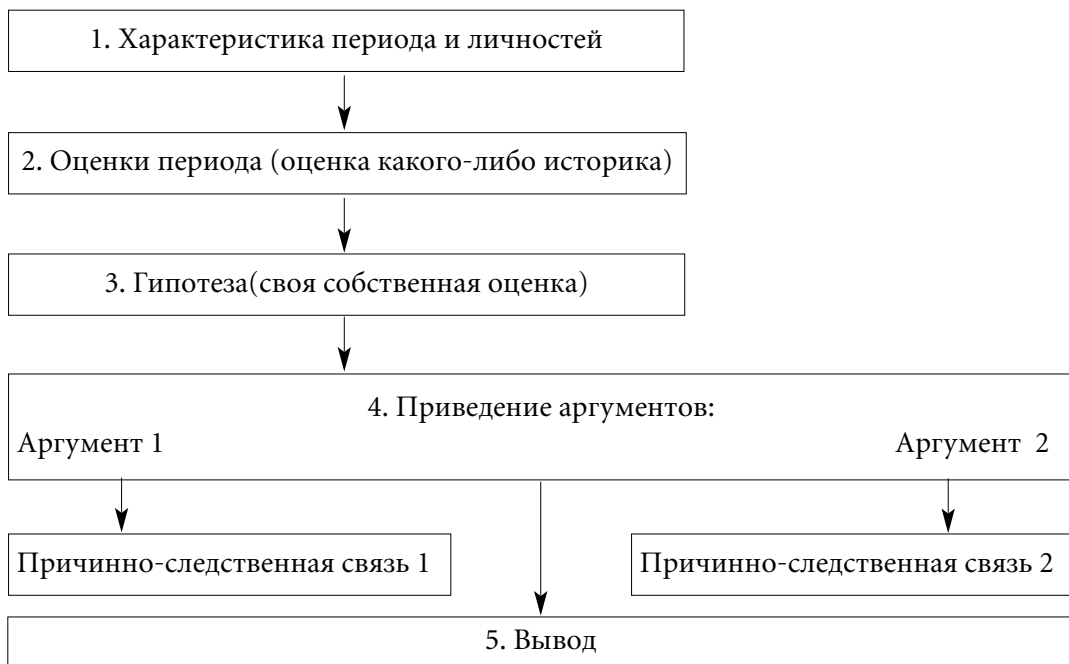 1. Характеристика периода и личностей
2. Оценки периода (оценка какого-либо историка)
3. Гипотеза(своя собственная оценка)
4. Приведение аргументов:
Аргумент 1 Аргумент 2
Причинно-следственная связь 1 Причинно-следственная связь 2
5. Вывод